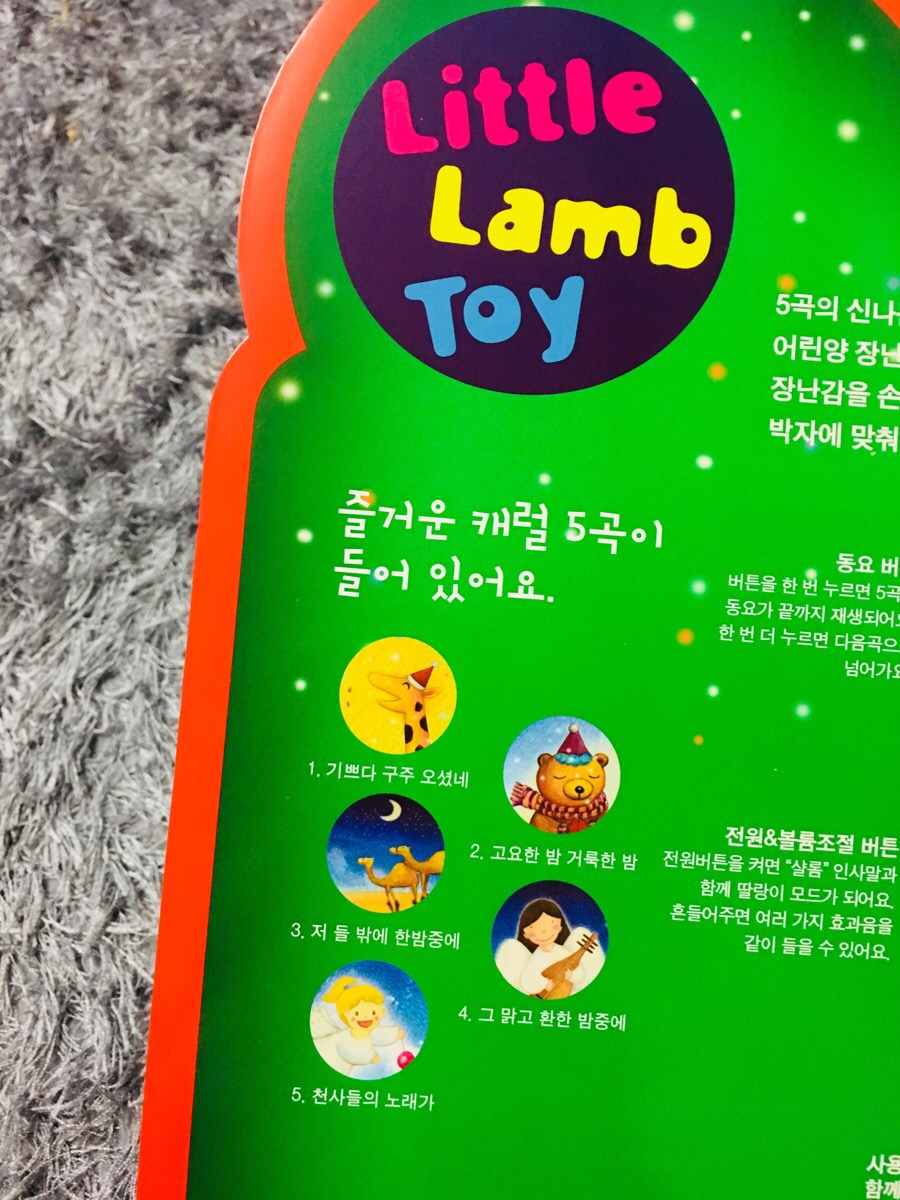 Little
Lamb
Toy
5곡의 신나
어린양 장난
장난감을 손
박자에 맞춰
즐거운 캐럴 5곡이
들어 있어요.
동요 버
버튼을 한 번 누르면 5곡
동요가 끝까지 재생되어요
한 번 더 누르면 다음곡으
넘어가요
1. 기쁘다 구주 오셨네
2. 고요한 밤 거룩한 밤
3. 저 들 밖에 한밤중에
4. 그 맑고 환한 밤중에
5. 천사들의 노래가
전원&볼륨조절 버튼
전원버튼을 켜면 “샬롬” 인사말과
함께 딸랑이 모드가 되어요.
흔들어주면 여러 가지 효과음을
같이 들을 수 있어요.
사용
함께